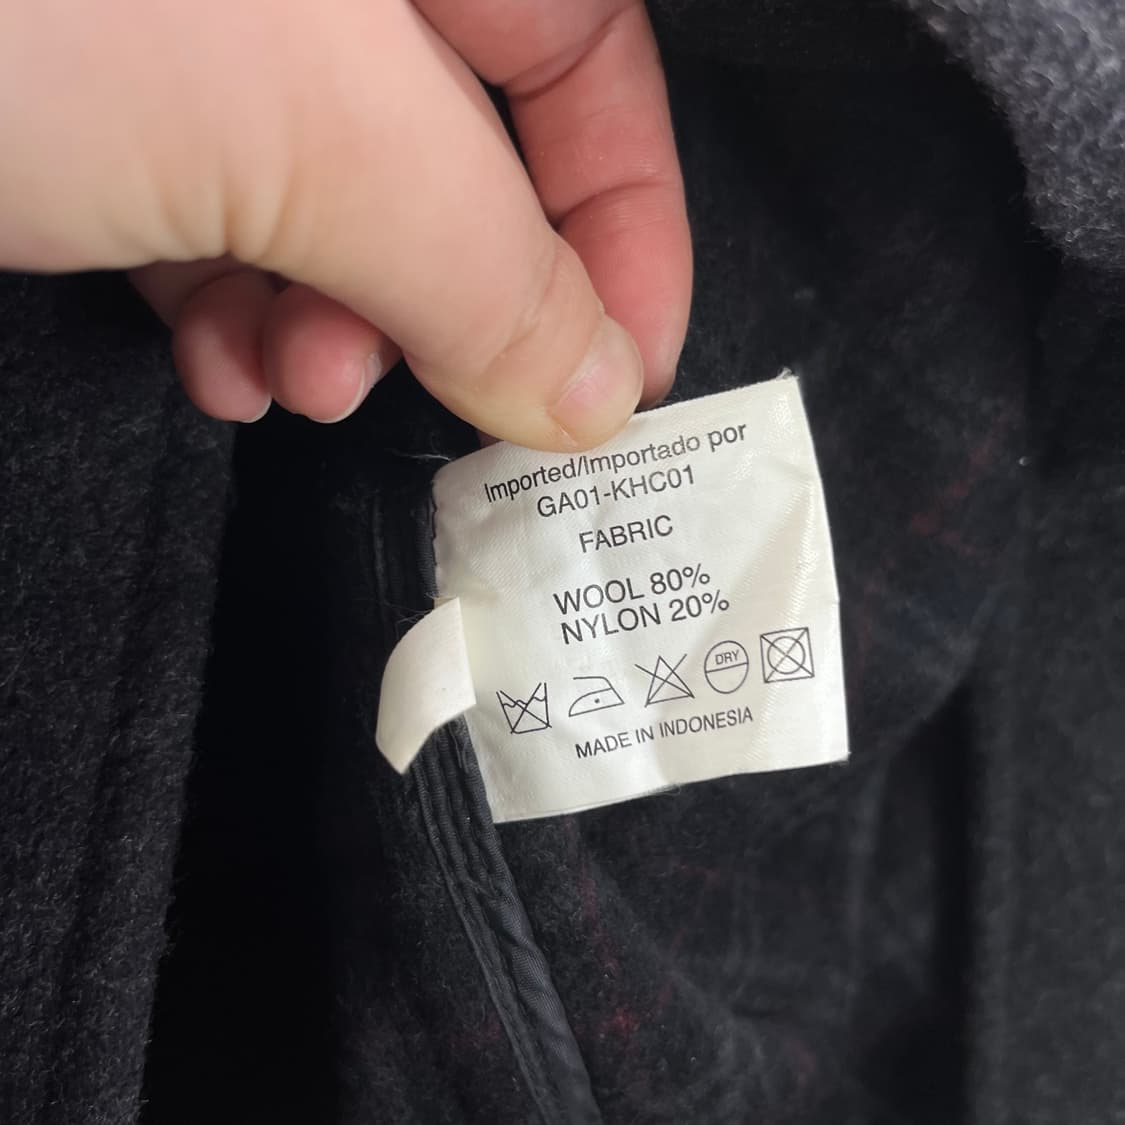 Imported/Importado por
GA01-KHC01
FABRIC
WOOL 80%
NYLON 20%
DRY
MADE IN INDONESIA